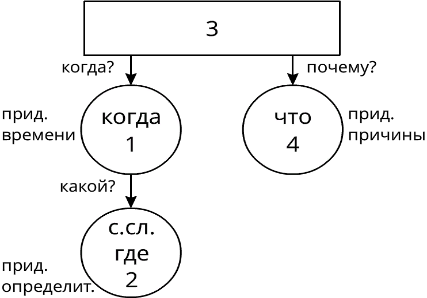 3
когда?
почему?
прид.
времени
когда
1
что
4
прид.
причины
какой?
с.сл.
где
2
прид.
определит.